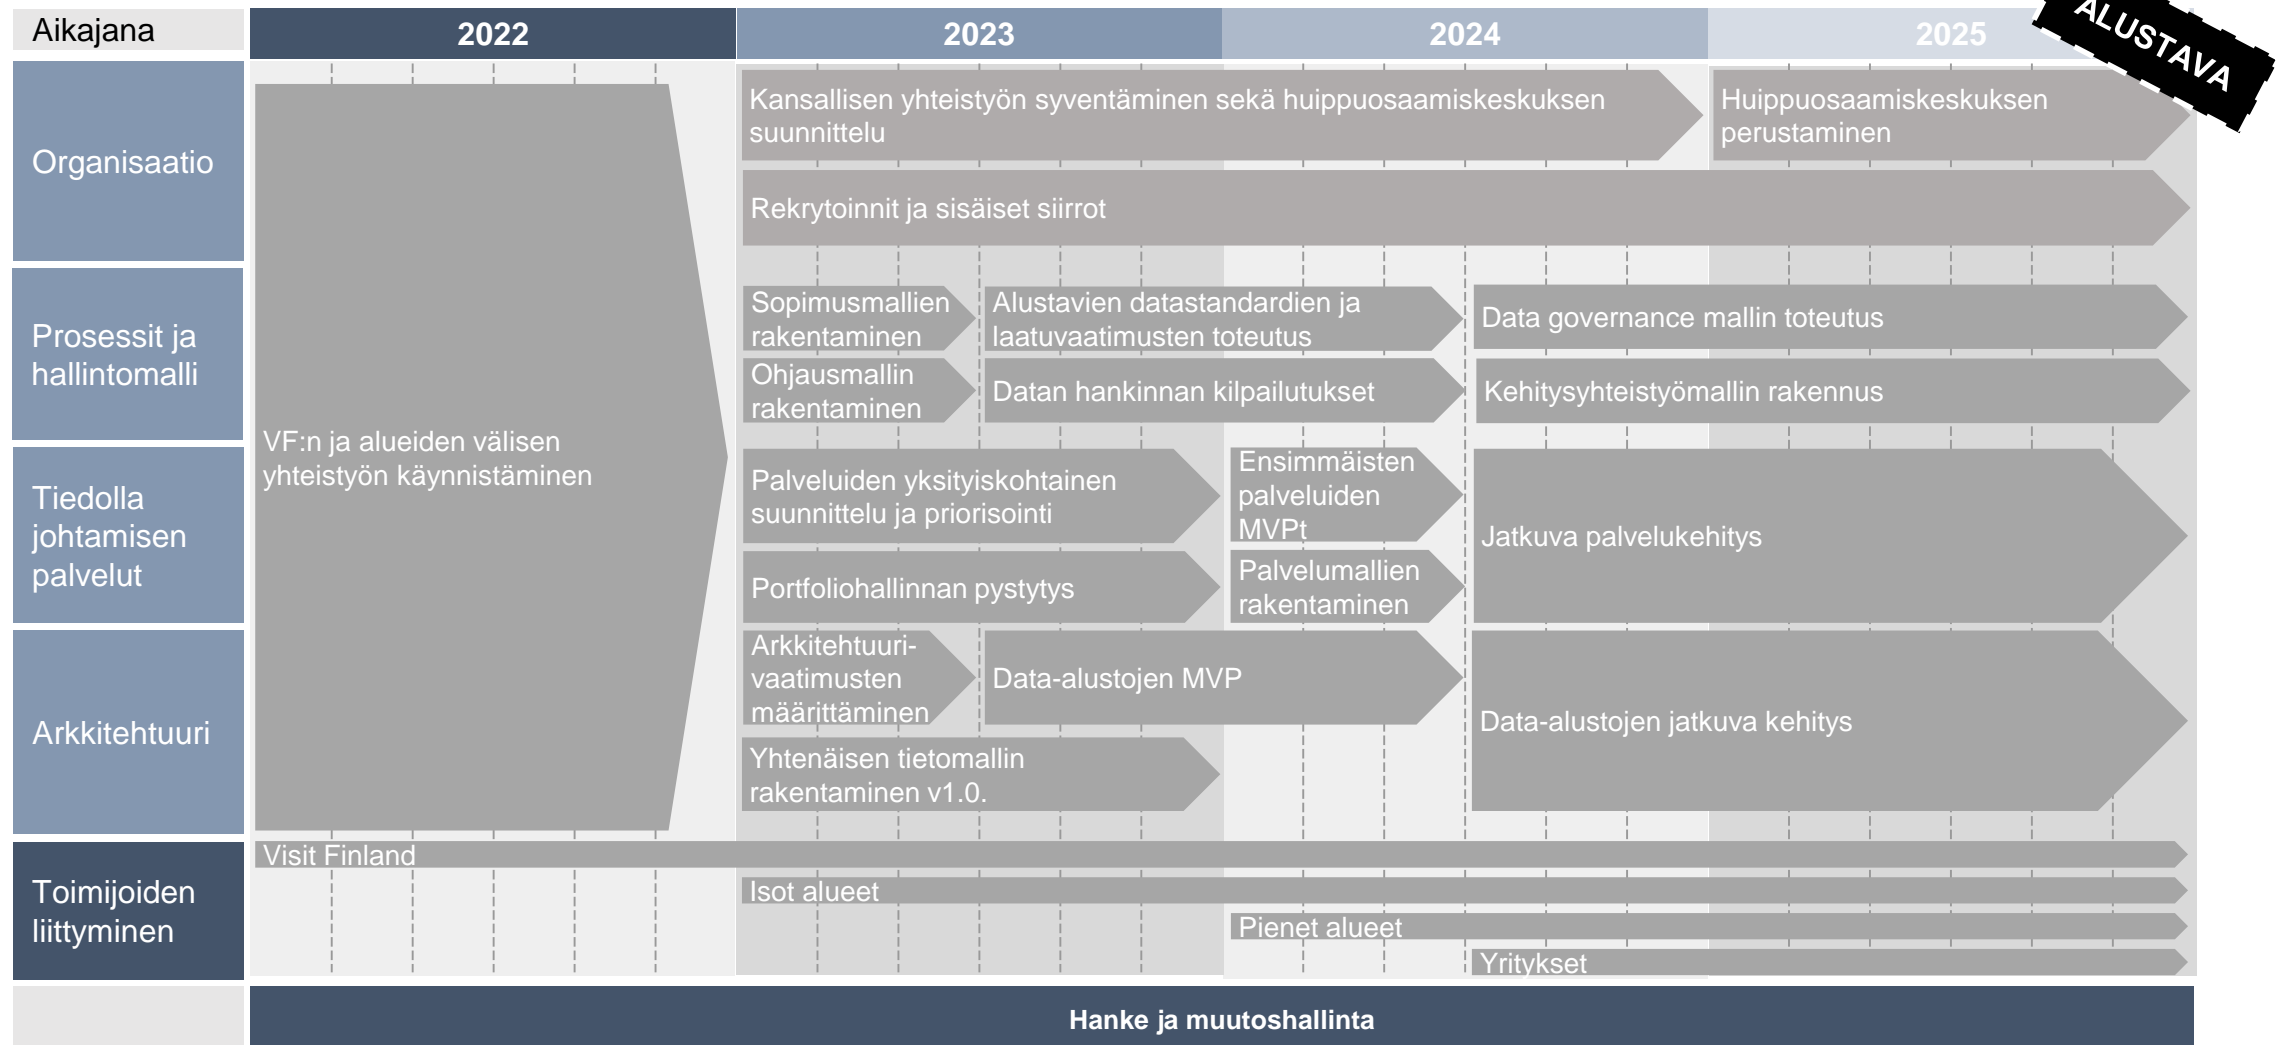 Aikajana
2022
2023
2024
2025
ALUSTAVA
Organisaatio
Kansallisen yhteistyön syventäminen sekä huippuosaamiskeskuksen
suunnittelu
Huippuosaamiskeskuksen
perustaminen
Rekrytoinnit ja sisäiset siirrot
VF:n ja alueiden välisen
yhteistyön käynnistäminen
Prosessit ja
hallintomalli
Sopimusmallien
rakentaminen
Alustavien datastandardien ja
laatuvaatimusten toteutus
Data governance mallin toteutus
Ohjausmallin
rakentaminen
Datan hankinnan kilpailutukset
Kehitysyhteistyömallin rakennus
Tiedolla
johtamisen
palvelut
Palveluiden yksityiskohtainen
suunnittelu ja priorisointi
Ensimmäisten
palveluiden
MVPt
Jatkuva palvelukehitys
Portfoliohallinnan pystytys
Palvelumallien
rakentaminen
Arkkitehtuuri
Arkkitehtuuri-
vaatimusten
määrittäminen
Data-alustojen MVP
Data-alustojen jatkuva kehitys
Yhtenäisen tietomallin
rakentaminen v1.0.
Toimijoiden
liittyminen
Visit Finland
Isot alueet
Pienet alueet
Yritykset
Hanke ja muutoshallinta